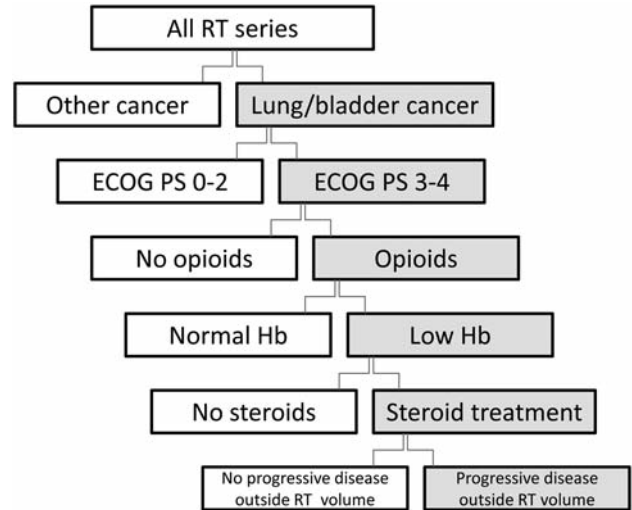 All RT series
Other cancer
Lung/bladder cancer
ECOG PS 0-2
ECOG PS 3-4
No opioids
Opioids
Normal Hb
Low Hb
No steroids
Steroid treatment
No progressive disease
outside RT volume
Progressive disease
outside RT volume